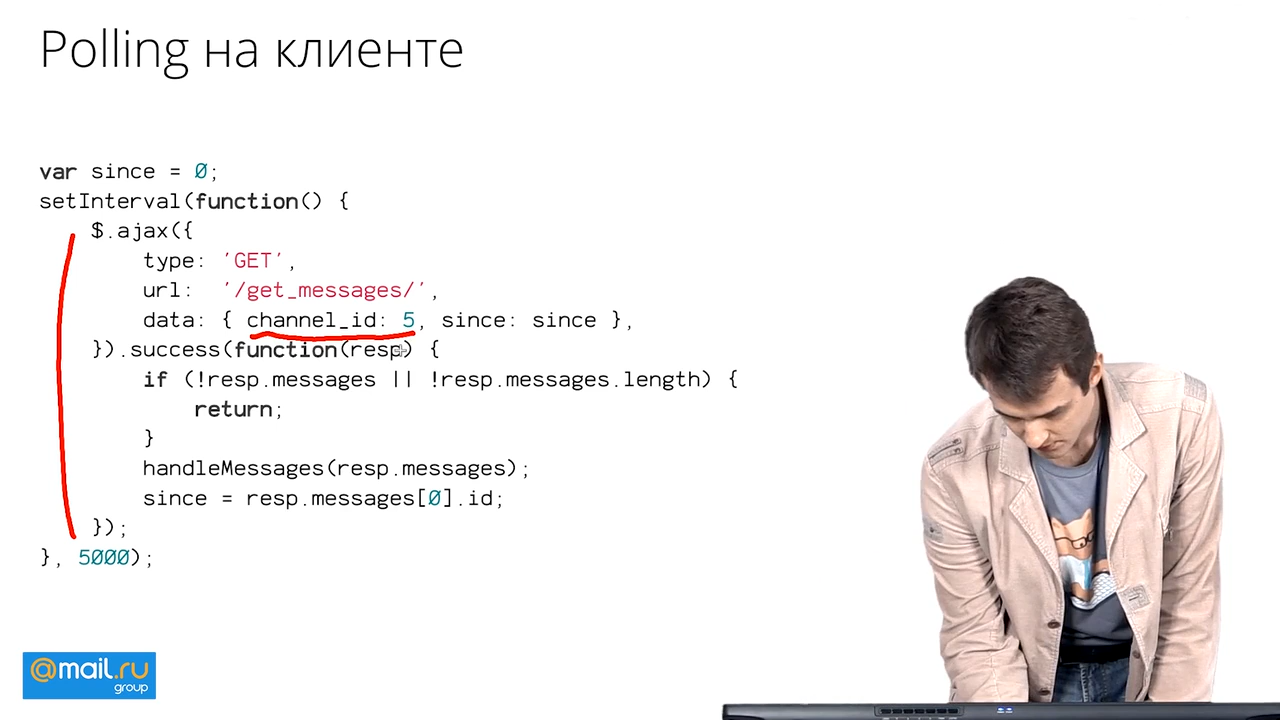 Polling на клиенте
var since = 0;
setInterval(function() {
    $.ajax({
        type: 'GET',
        url:  '/get_messages/',
        data: { channel_id: 5, since: since },
    }).success(function(resp) {
        if (!resp.messages || !resp.messages.length) {
            return;
        }
        handleMessages(resp.messages);
        since = resp.messages[0].id;
    });
}, 5000);
@mail.ru
group